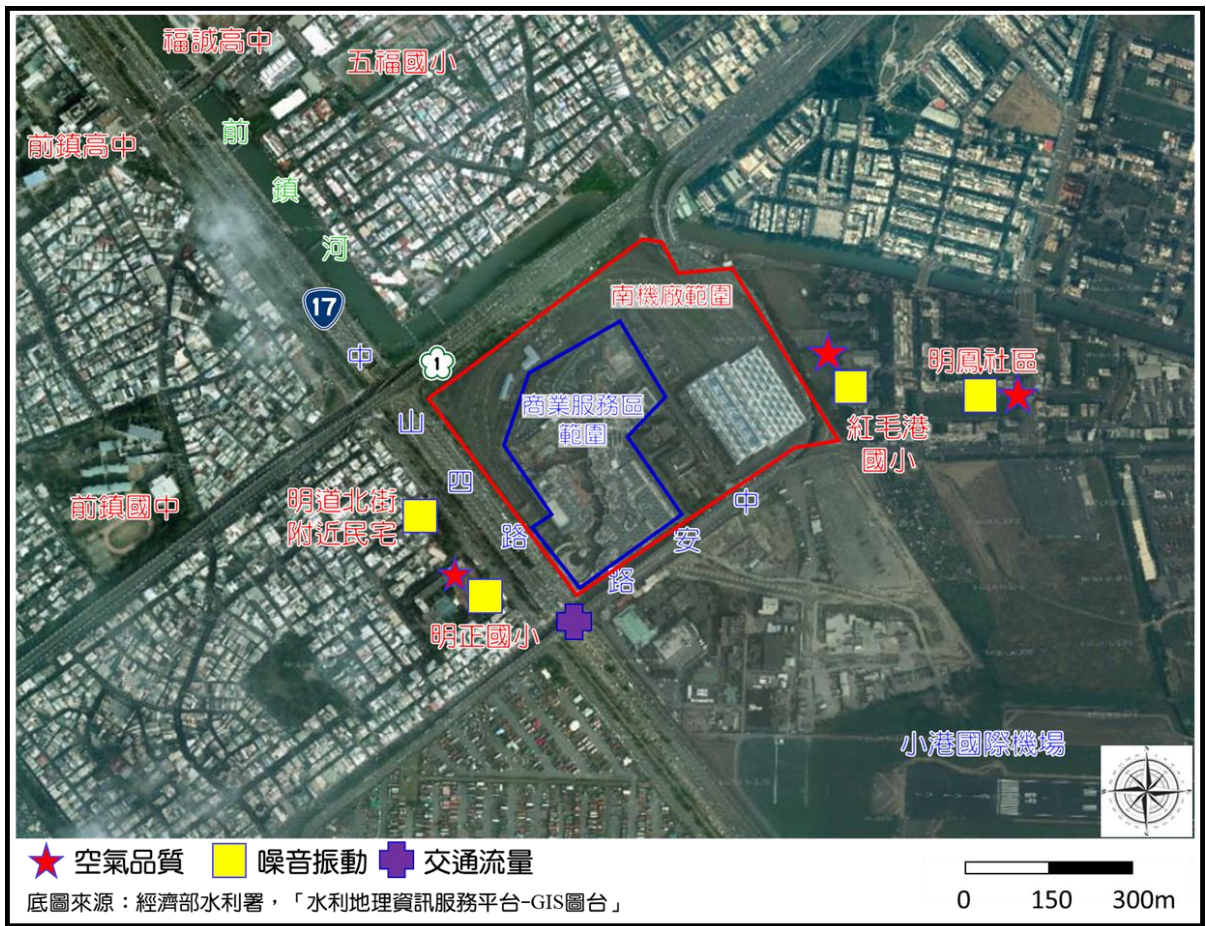 福誠高中
五福國小
前鎮高中
前
鎮
河
17
中
山
四
路
1
南機廠範圍
商業服務區
範圍
明鳳社區
紅毛港
國小
前鎮國中
明道北街
附近民宅
中
安
路
明正國小
小港國際機場
空氣品質 噪音振動 交通流量
底圖來源：經濟部水利署，「水利地理資訊服務平台-GIS圖台」
0 150 300m